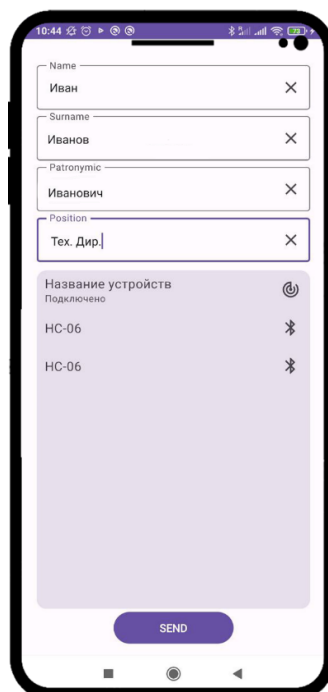 10:44
73
Name
Иван
Surname
Иванов
Patronymic
Иванович
Position
Тех. Дир.
Название устройств
Подключено
HC-06
HC-06
SEND